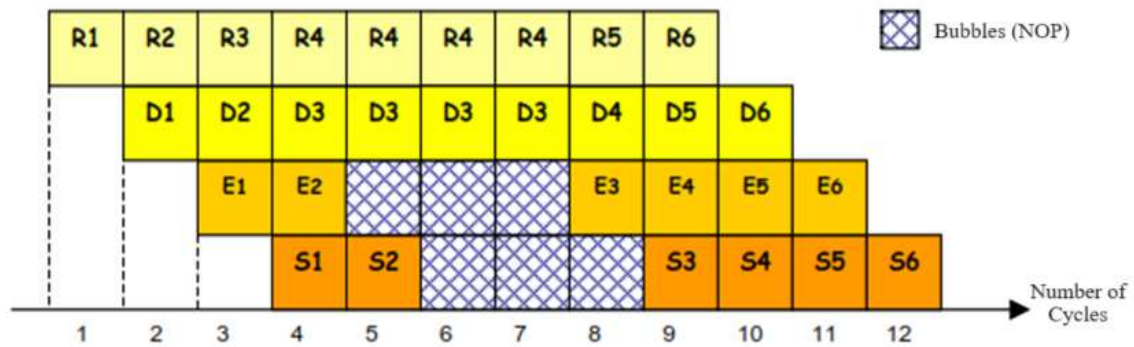 R1 R2 R3 R4 R4 R4 R4 R5 R6
Bubbles (NOP)
D1 D2 D3 D3 D3 D3 D4 D5 D6
E1 E2 E3 E4 E5 E6
S1 S2 S3 S4 S5 S6
Number of
Cycles
1 2 3 4 5 6 7 8 9 10 11 12